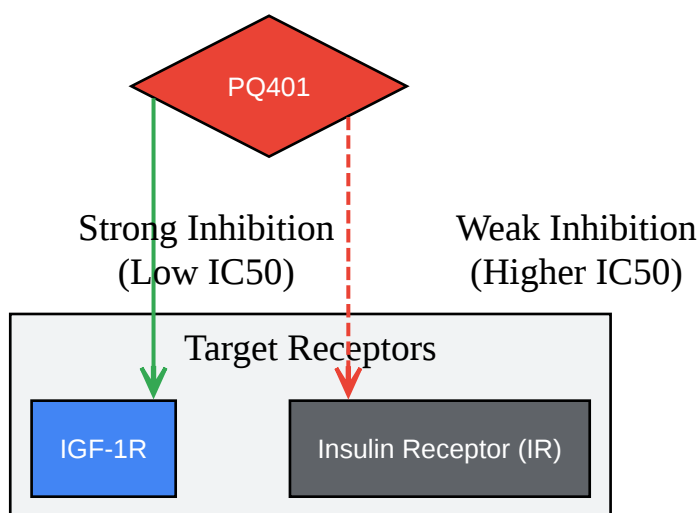 PQ401
Strong Inhibition
(Low IC50)
Weak Inhibition
(Higher IC50)
Target Receptors
IGF-1R
Insulin Receptor (IR)